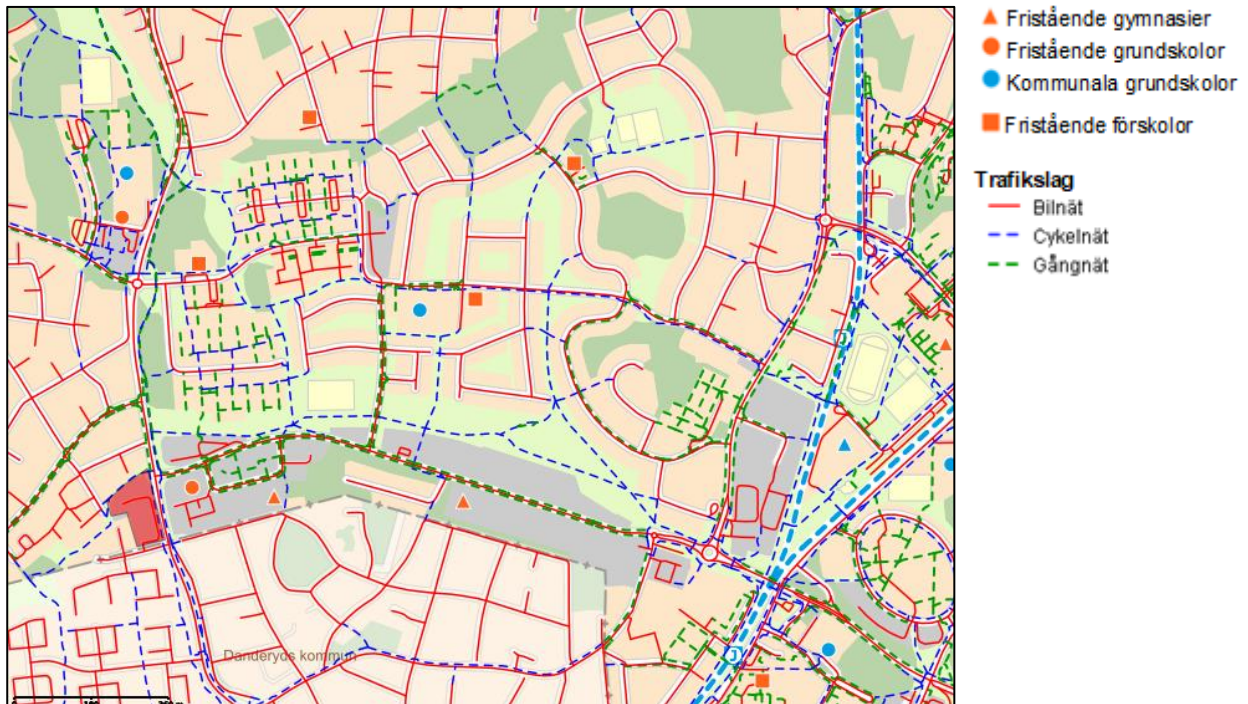 Fristående gymnasier
Fristående grundskolor
Kommunala grundskolor
Fristående förskolor
Trafikslag
Bilnät
Cykelnät
Gångnät
J
J
Danderyds kommun